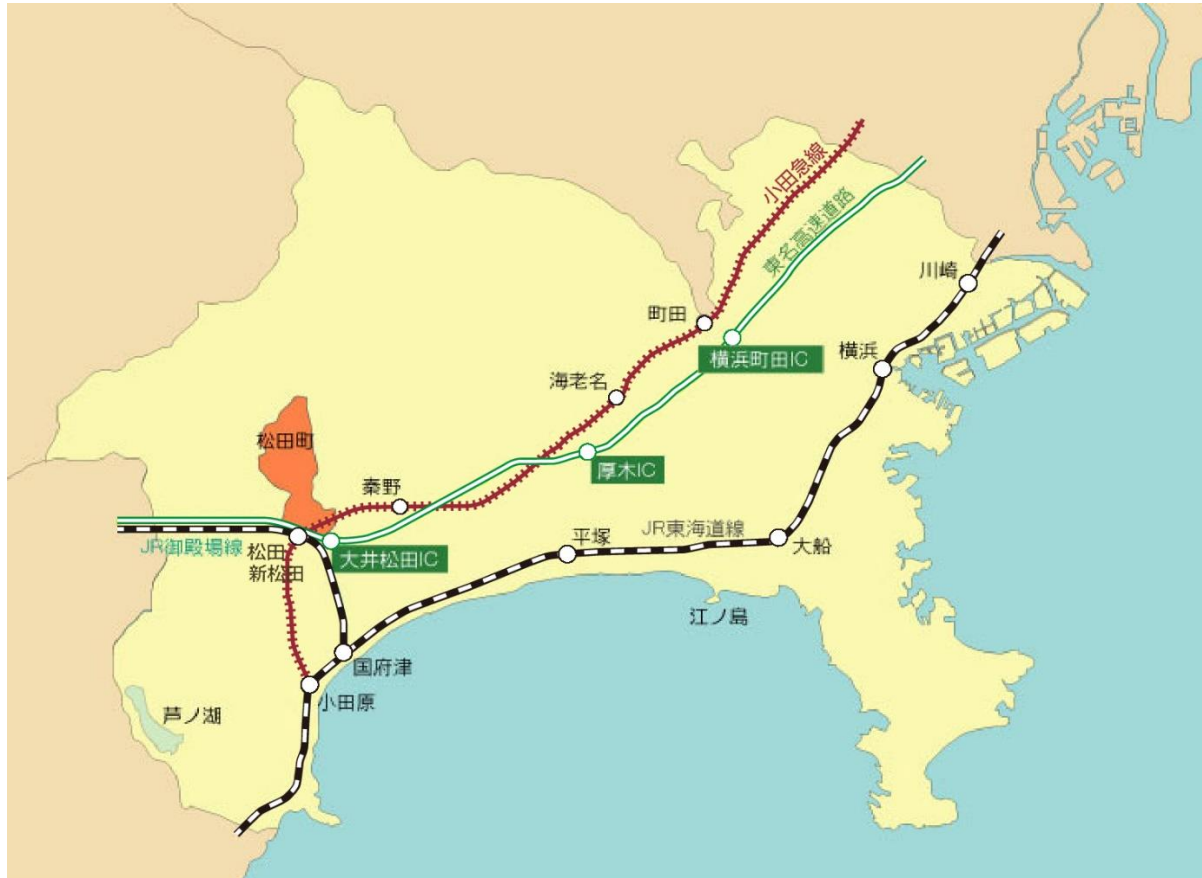 小田急線
東名高速道路
川崎
町田
横浜
横浜町田IC
海老名
松田町
厚木IC
秦野
JR東海道線
平塚
大船
JR御殿場線
松田
新松田
大井松田IC
江ノ島
国府津
小田原
芦ノ湖